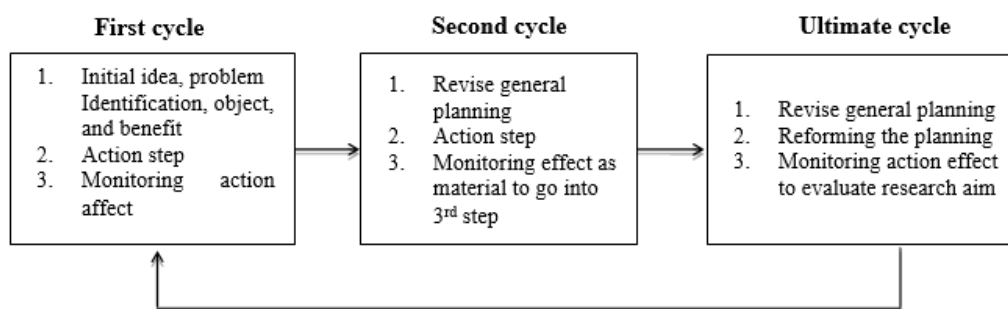 First cycle
1. Initial idea, problem
Identification, object,
and benefit
2. Action step
3. Monitoring action
affect
Second cycle
1. Revise general
planning
2. Action step
3. Monitoring effect as
material to go into
3rd step
Ultimate cycle
1. Revise general planning
2. Reforming the planning
3. Monitoring action effect
to evaluate research aim